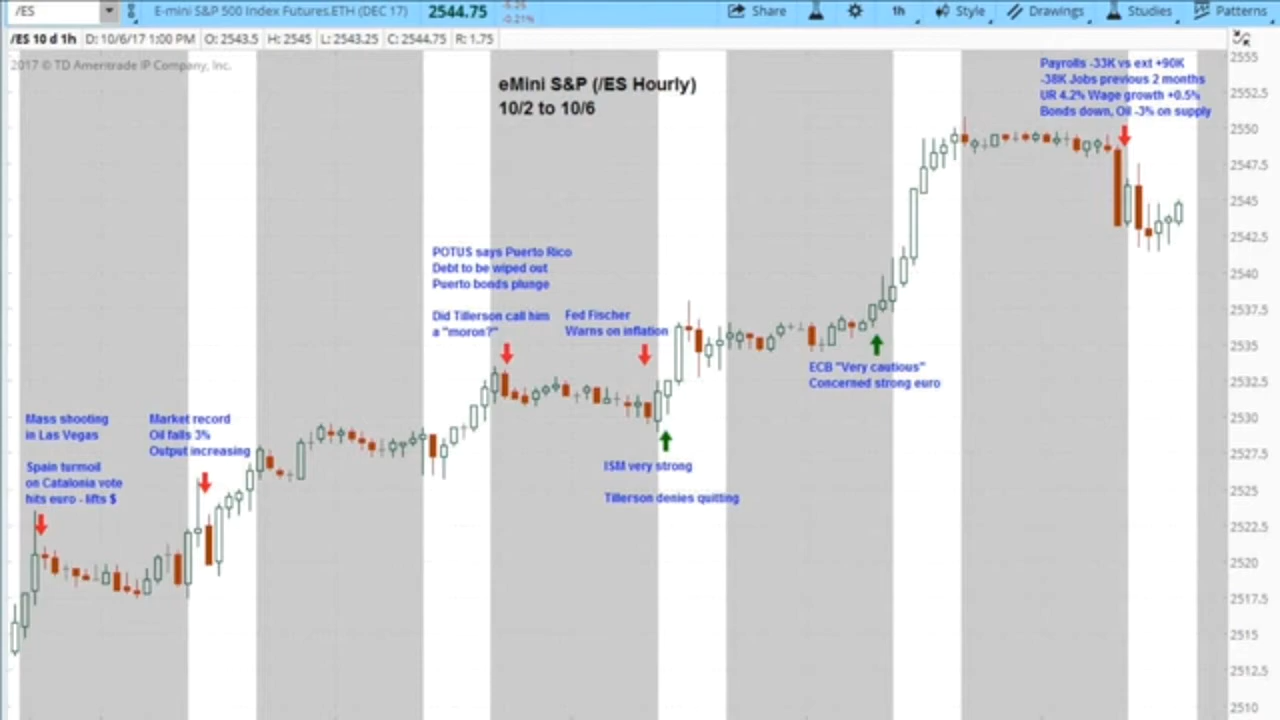 /ES
E-mini S&P 500 Index Futures.ETH (DEC 17)
2544.75
-0.21%
Share
1h
Style
Drawings
Studies
Patterns
/ES 10 d 1h
D: 10/6/17 1:00 PM
O: 2543.5
H: 2545
L: 2543.25
C: 2544.75
R: 1.75
2017 © TD Ameritrade IP Company, Inc.
eMini S&P (/ES Hourly)
10/2 to 10/6
Payrolls -33K vs ext +90K
-38K Jobs previous 2 months
UR 4.2% Wage growth +0.5%
Bonds down, Oil -3% on supply
POTUS says Puerto Rico
Debt to be wiped out
Puerto bonds plunge
Did Tillerson call him
a "moron?"
Fed Fischer
Warns on inflation
ECB "Very cautious"
Concerned strong euro
Mass shooting
in Las Vegas
Spain turmoil
on Catalonia vote
hits euro - lifts $
Market record
Oil falls 3%
Output increasing
ISM very strong
Tillerson denies quitting
2555
2552.5
2550
2547.5
2545
2542.5
2540
2537.5
2535
2532.5
2530
2527.5
2525
2522.5
2520
2517.5
2515
2512.5
2510